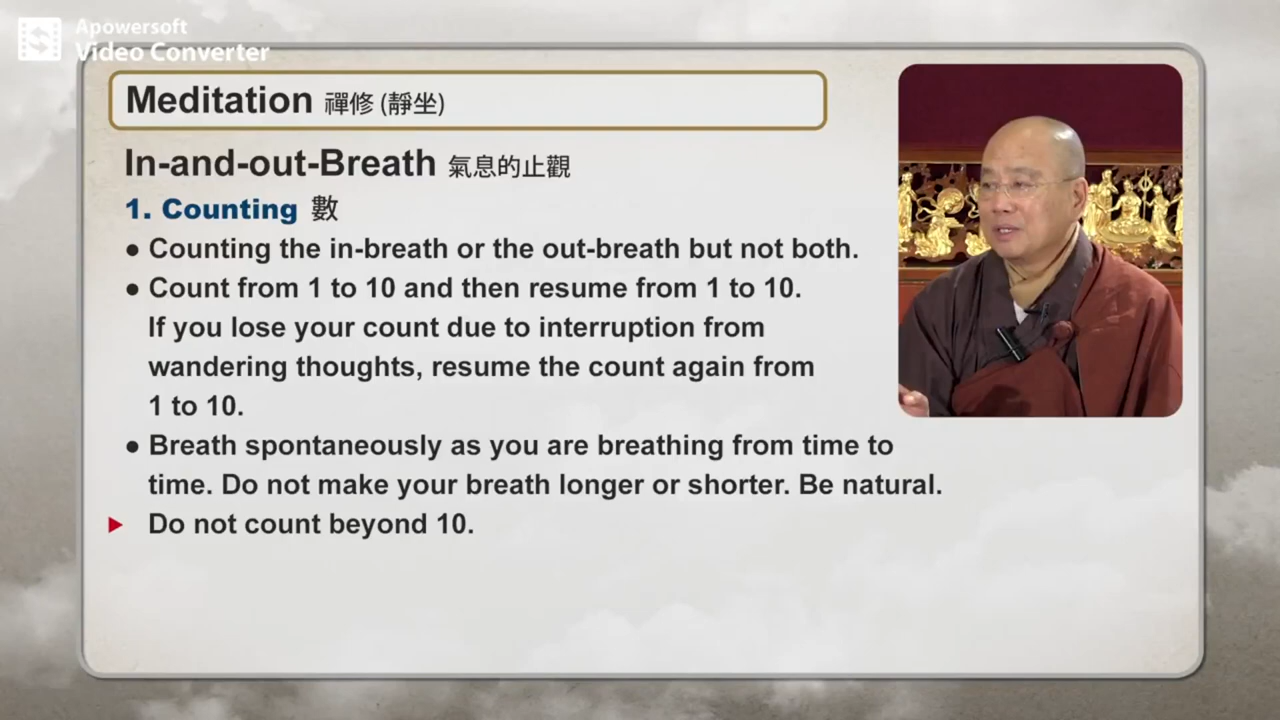 Apowersoft
Video Converter
Meditation 禪修 (靜坐)
In-and-out-Breath 氣息的止觀
1. Counting 數
● Counting the in-breath or the out-breath but not both.
● Count from 1 to 10 and then resume from 1 to 10.
If you lose your count due to interruption from
wandering thoughts, resume the count again from
1 to 10.
● Breath spontaneously as you are breathing from time to
time. Do not make your breath longer or shorter. Be natural.
▶ Do not count beyond 10.